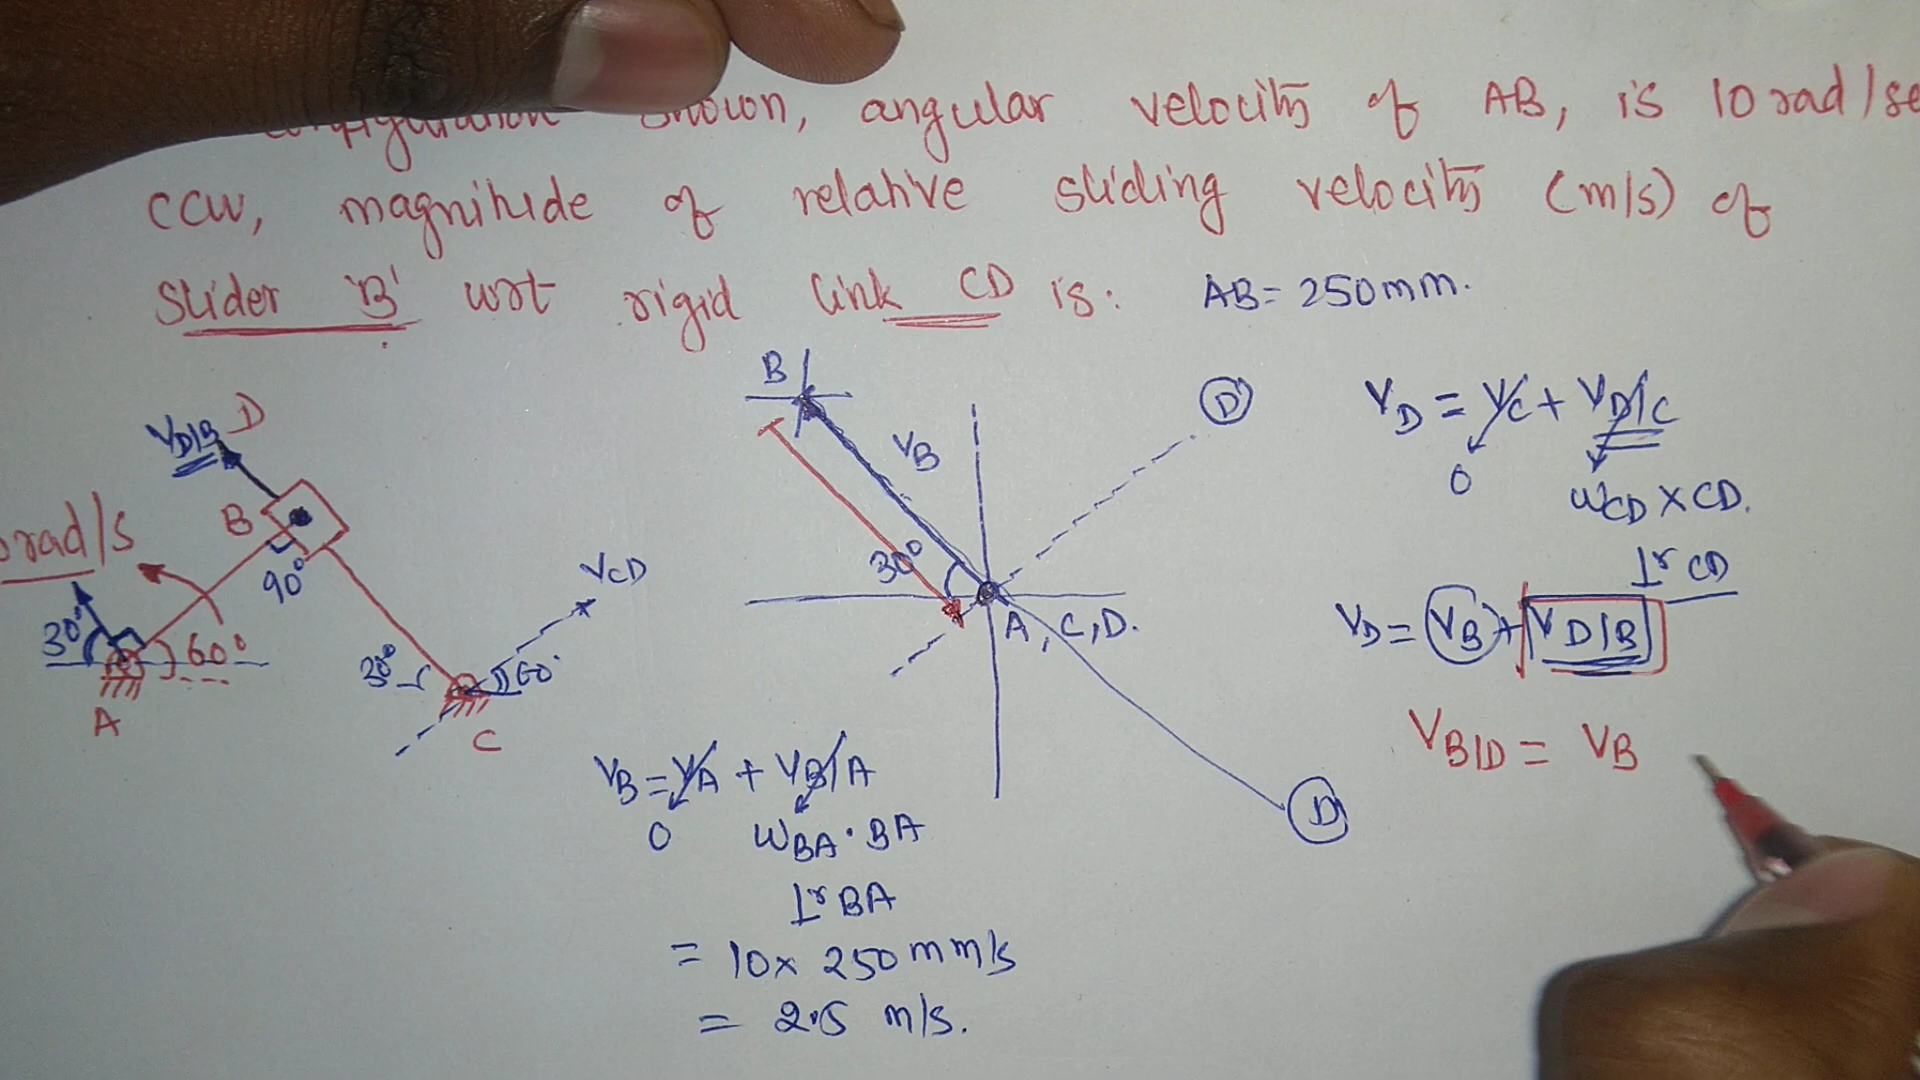 shown, angular velocity of AB, is 10 rad/se
CCW, magnitude of relative sliding velocity (m/s) of
Slider 'B' wrt rigid link CD is: AB = 250mm.
VD/B D
B
rad/s
90°
30°
60°
A
30°
60°
VCD
C
B
VB
30°
A, C, D.
D
D
VB = VA + VB/A
0 ωBA · BA
⊥r BA
= 10 x 250 mm/s
= 2.5 m/s.
VD = VC + VD/C
0 ωCD x CD.
⊥r CD
VD = VB + VD/B
VB/D = VB